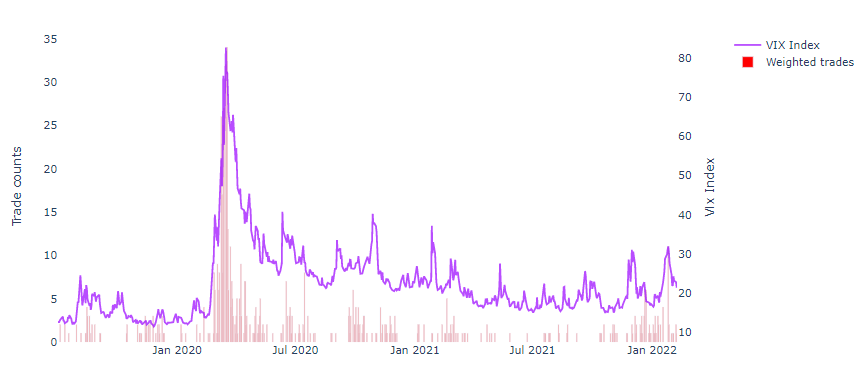 35
30
25
20
15
10
5
0
Trade counts
80
70
60
50
40
30
20
10
VIx Index
Jan 2020
Jul 2020
Jan 2021
Jul 2021
Jan 2022
VIX Index
Weighted trades